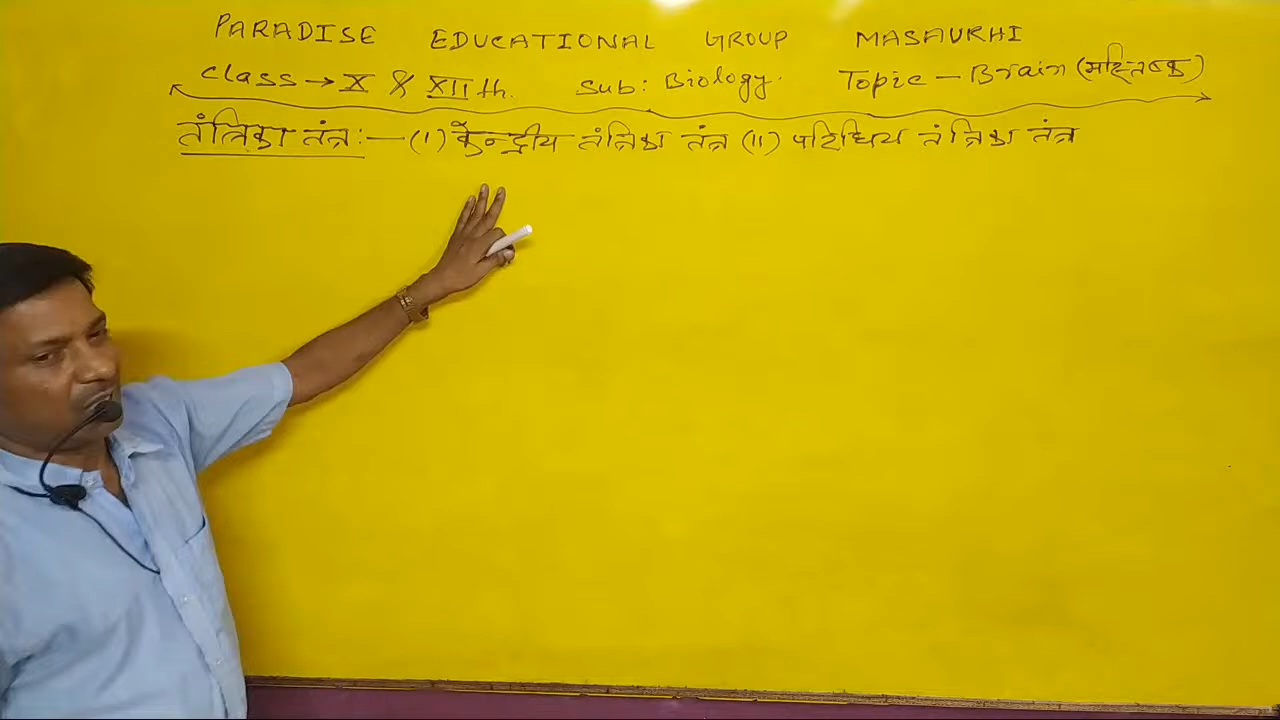 PARADISE EDUCATIONAL GROUP MASAURHI
Class → X & XIIth. Sub: Biology. Topic - Brain (मस्तिष्क)
तंत्रिका तंत्र :- (i) केन्द्रीय तंत्रिका तंत्र (ii) परिधिय तंत्रिका तंत्र